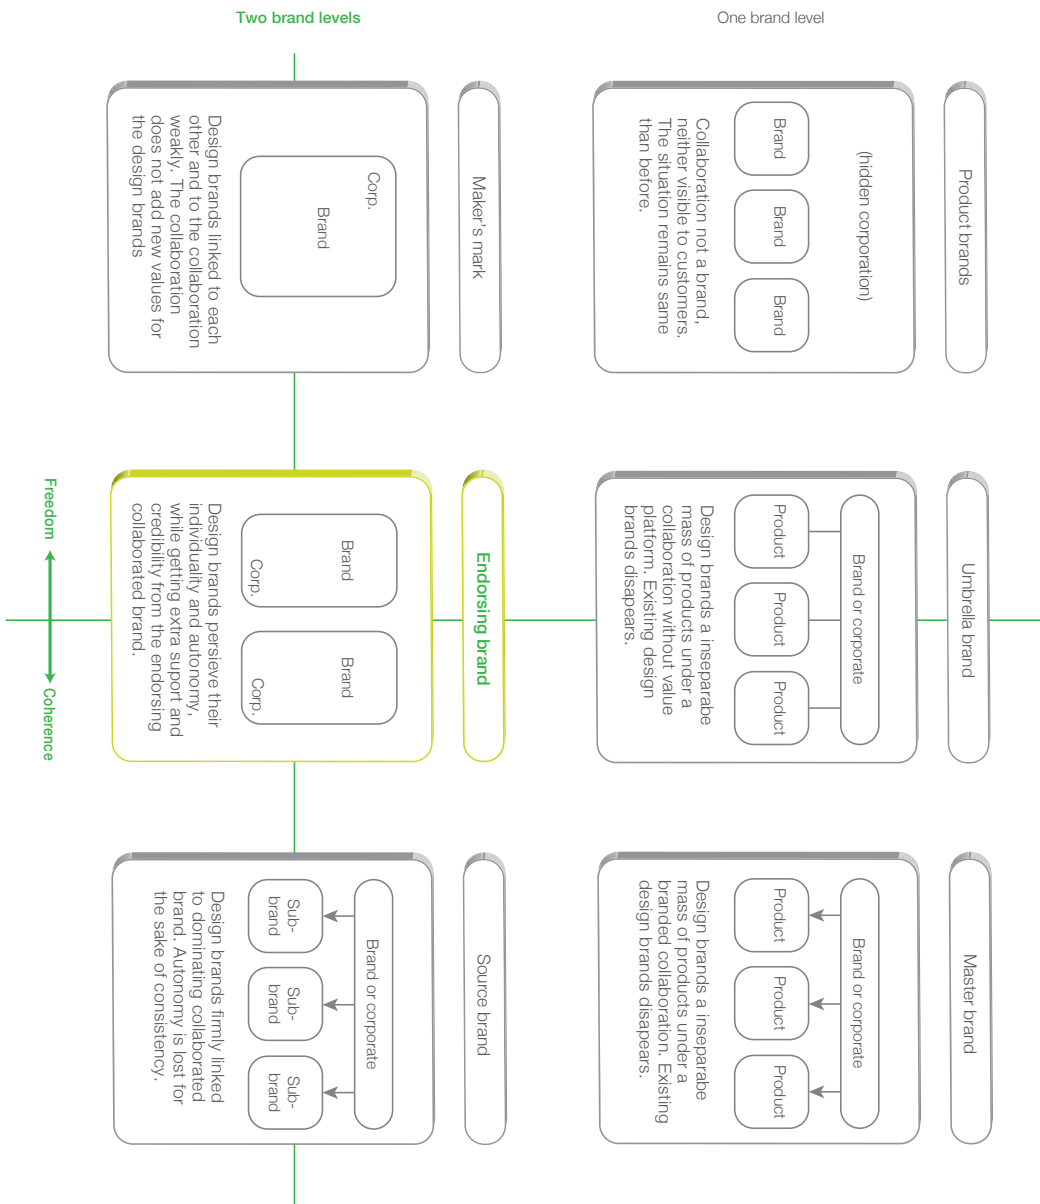 Two brand levels
One brand level
Product brands
(hidden corporation)
Brand
Brand
Brand
Collaboration not a brand,
neither visible to customers.
The situation remains same
than before.
Umbrella brand
Brand or corporate
Product
Product
Product
Design brands a inseparabe
mass of products under a
collaboration without value
platform. Existing design
brands disapears.
Master brand
Brand or corporate
Product
Product
Product
Design brands a inseparabe
mass of products under a
branded collaboration. Existing
design brands disapears.
Maker's mark
Corp.
Brand
Design brands linked to each
other and to the collaboration
weakly. The collaboration
does not add new values for
the design brands
Endorsing brand
Brand
Corp.
Brand
Corp.
Design brands persieve their
individuality and autonomy,
while getting extra support and
credibility from the endorsing
collaborated brand.
Source brand
Brand or corporate
Sub-
brand
Sub-
brand
Sub-
brand
Design brands firmly linked
to dominating collaborated
brand. Autonomy is lost for
the sake of consistency.
Freedom
Coherence